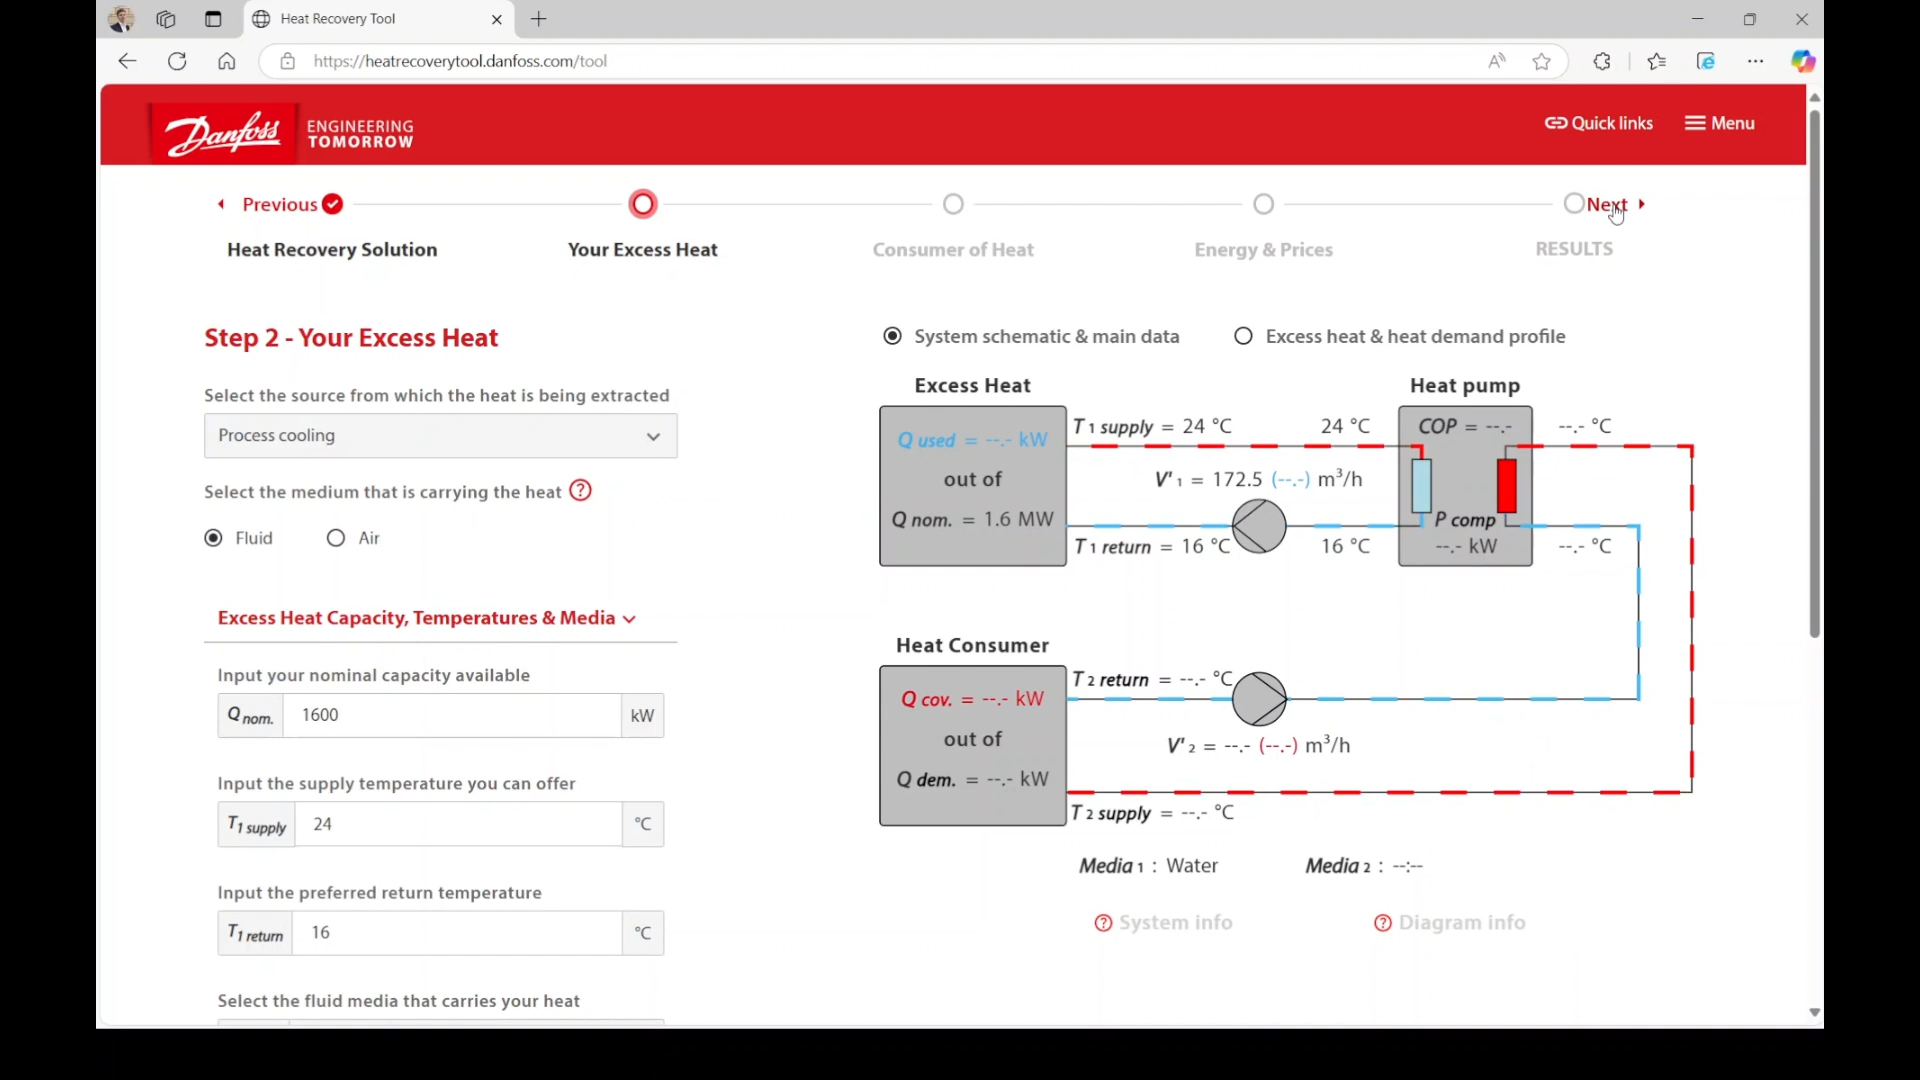 Heat Recovery Tool
https://heatrecoverytool.danfoss.com/tool
Danfoss
ENGINEERING
TOMORROW
Quick links
Menu
Previous
Next
Heat Recovery Solution
Your Excess Heat
Consumer of Heat
Energy & Prices
RESULTS
Step 2 - Your Excess Heat
Select the source from which the heat is being extracted
Process cooling
Select the medium that is carrying the heat ?
Fluid
Air
Excess Heat Capacity, Temperatures & Media
Input your nominal capacity available
Q nom. 1600 kW
Input the supply temperature you can offer
T1 supply 24 °C
Input the preferred return temperature
T1 return 16 °C
Select the fluid media that carries your heat
System schematic & main data
Excess heat & heat demand profile
Excess Heat
Heat pump
Q used = --.- kW
out of
Q nom. = 1.6 MW
T1 supply = 24 °C
24 °C
COP = --.-
--.- °C
V'1 = 172.5 (--.-) m³/h
P comp
--.- kW
T1 return = 16 °C
16 °C
--.- °C
Heat Consumer
Q cov. = --.- kW
out of
Q dem. = --.- kW
T2 return = --.- °C
V'2 = --.- (--.-) m³/h
T2 supply = --.- °C
Media 1 : Water
Media 2 : --:--
? System info
? Diagram info